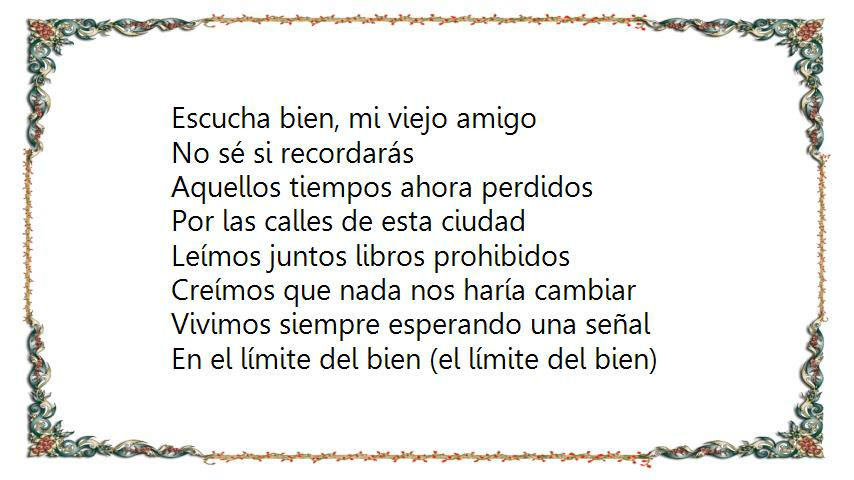 Escucha bien, mi viejo amigo
No sé si recordarás
Aquellos tiempos ahora perdidos
Por las calles de esta ciudad
Leímos juntos libros prohibidos
Creímos que nada nos haría cambiar
Vivimos siempre esperando una señal
En el límite del bien (el límite del bien)